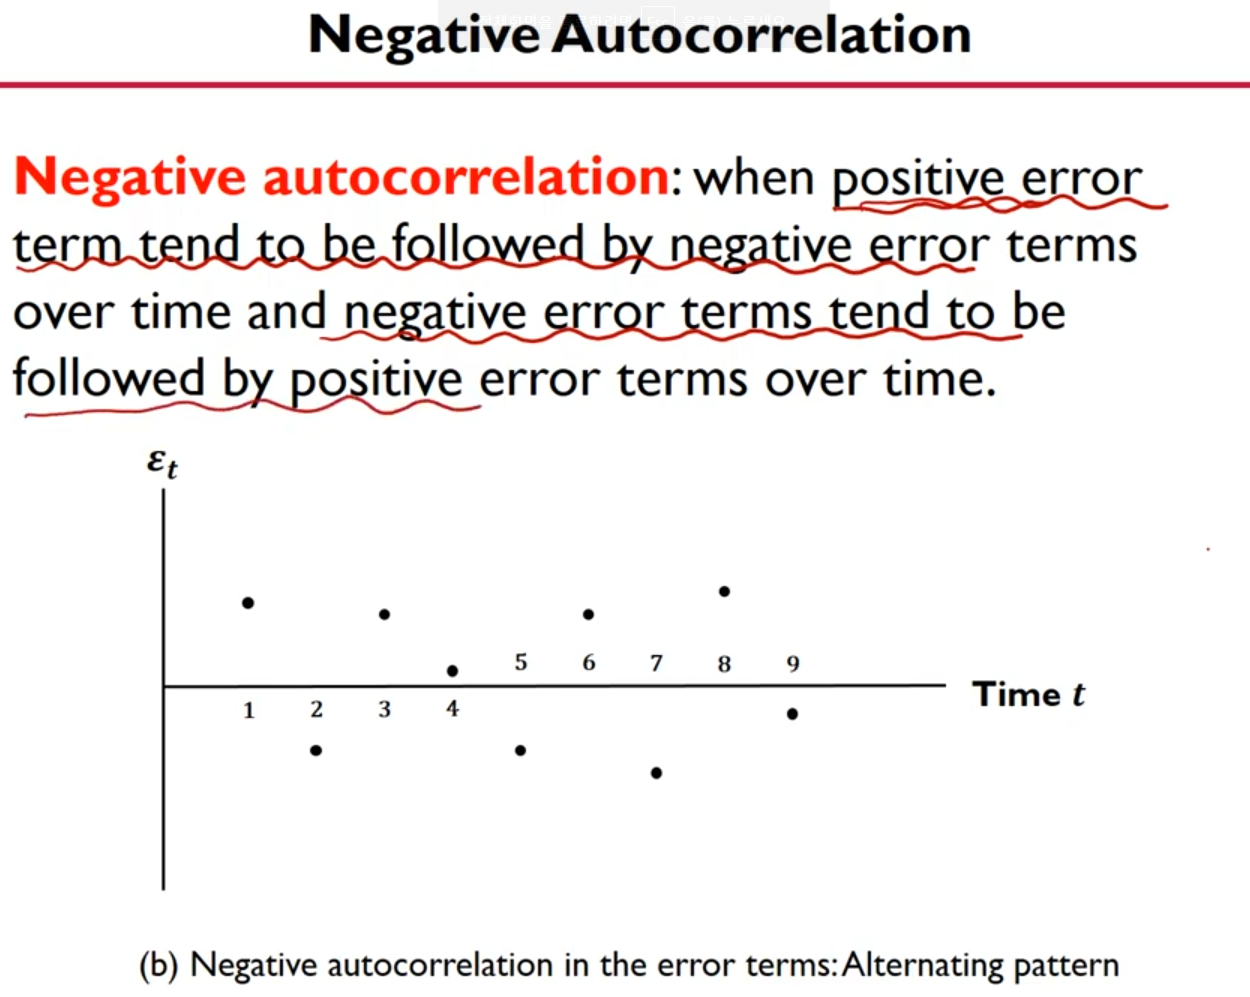 Negative Autocorrelation
Negative autocorrelation: when positive error
term tend to be followed by negative error terms
over time and negative error terms tend to be
followed by positive error terms over time.
εt
5 6 7 8 9
Time t
1 2 3 4
(b) Negative autocorrelation in the error terms: Alternating pattern